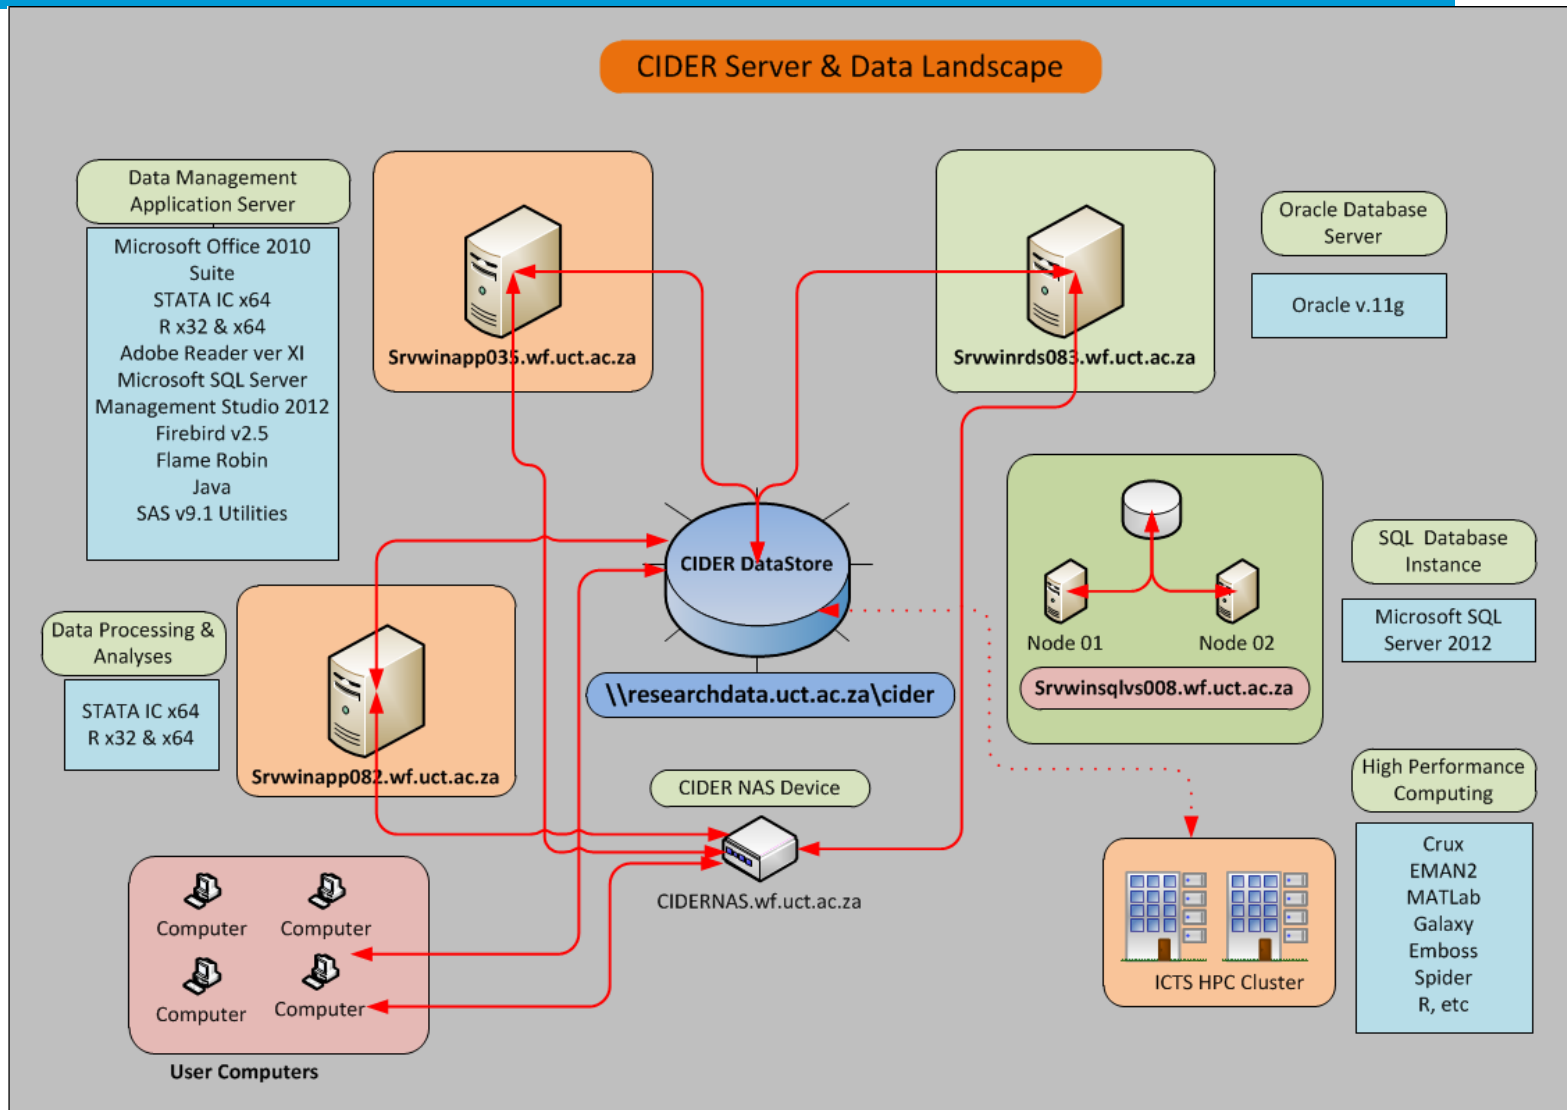 CIDER Server & Data Landscape
Data Management
Application Server
Microsoft Office 2010
Suite
STATA IC x64
R x32 & x64
Adobe Reader ver XI
Microsoft SQL Server
Management Studio 2012
Firebird v2.5
Flame Robin
Java
SAS v9.1 Utilities
Srvwinapp035.wf.uct.ac.za
Srvwinrds083.wf.uct.ac.za
Oracle Database
Server
Oracle v.11g
CIDER DataStore
\\researchdata.uct.ac.za\cider
Node 01
Node 02
Srvwinsqlvs008.wf.uct.ac.za
SQL Database
Instance
Microsoft SQL
Server 2012
Data Processing &
Analyses
STATA IC x64
R x32 & x64
Srvwinapp082.wf.uct.ac.za
CIDER NAS Device
CIDERNAS.wf.uct.ac.za
High Performance
Computing
Crux
EMAN2
MATLab
Galaxy
Emboss
Spider
R, etc
ICTS HPC Cluster
Computer
Computer
Computer
Computer
User Computers